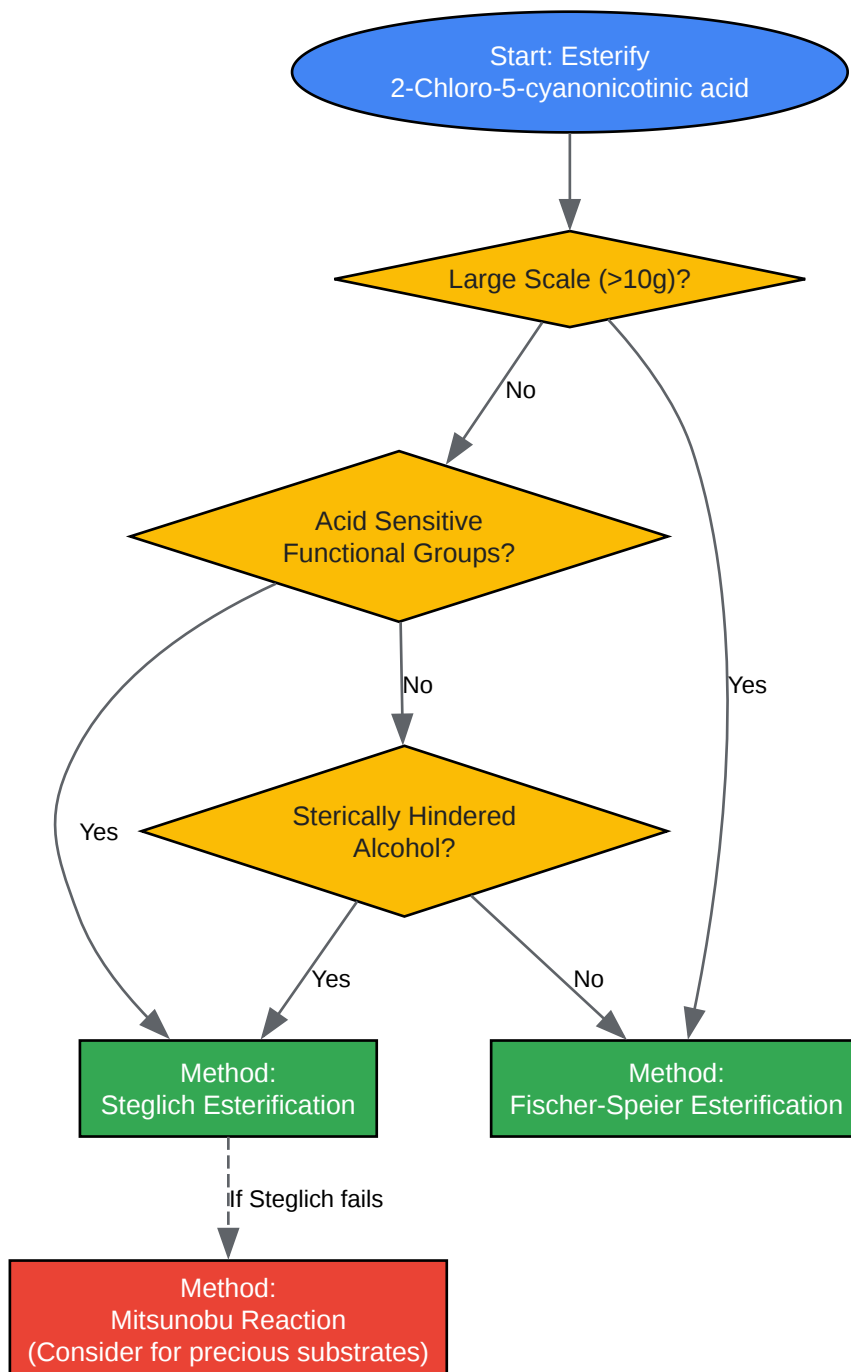 Start: Esterify
2-Chloro-5-cyanonicotinic acid
Large Scale (>10g)?
No
Acid Sensitive
Functional Groups?
No
Yes
Sterically Hindered
Alcohol?
Yes
Yes
No
Method:
Steglich Esterification
Method:
Fischer-Speier Esterification
If Steglich fails
Method:
Mitsunobu Reaction
(Consider for precious substrates)